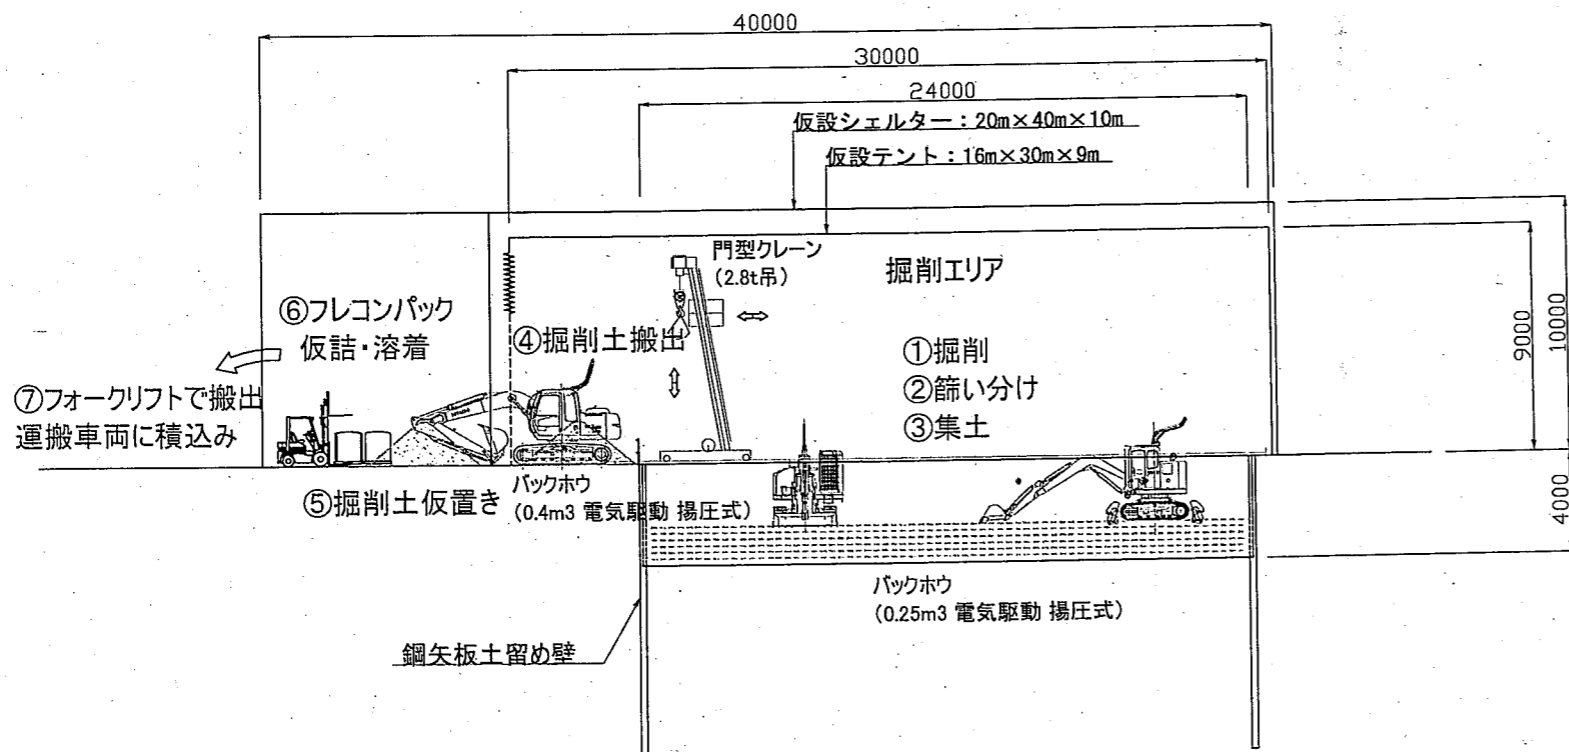 40000
30000
24000
仮設シェルター：20m×40m×10m
仮設テント：16m×30m×9m
門型クレーン
（2.8t吊）
掘削エリア
⑥フレコンパック
仮詰・溶着
④掘削土搬出
①掘削
②篩い分け
③集土
9000
10000
⑦フォークリフトで搬出
運搬車両に積込み
⑤掘削土仮置き
バックホウ
（0.4m3 電気駆動 揚圧式）
4000
バックホウ
（0.25m3 電気駆動 揚圧式）
鋼矢板土留め壁